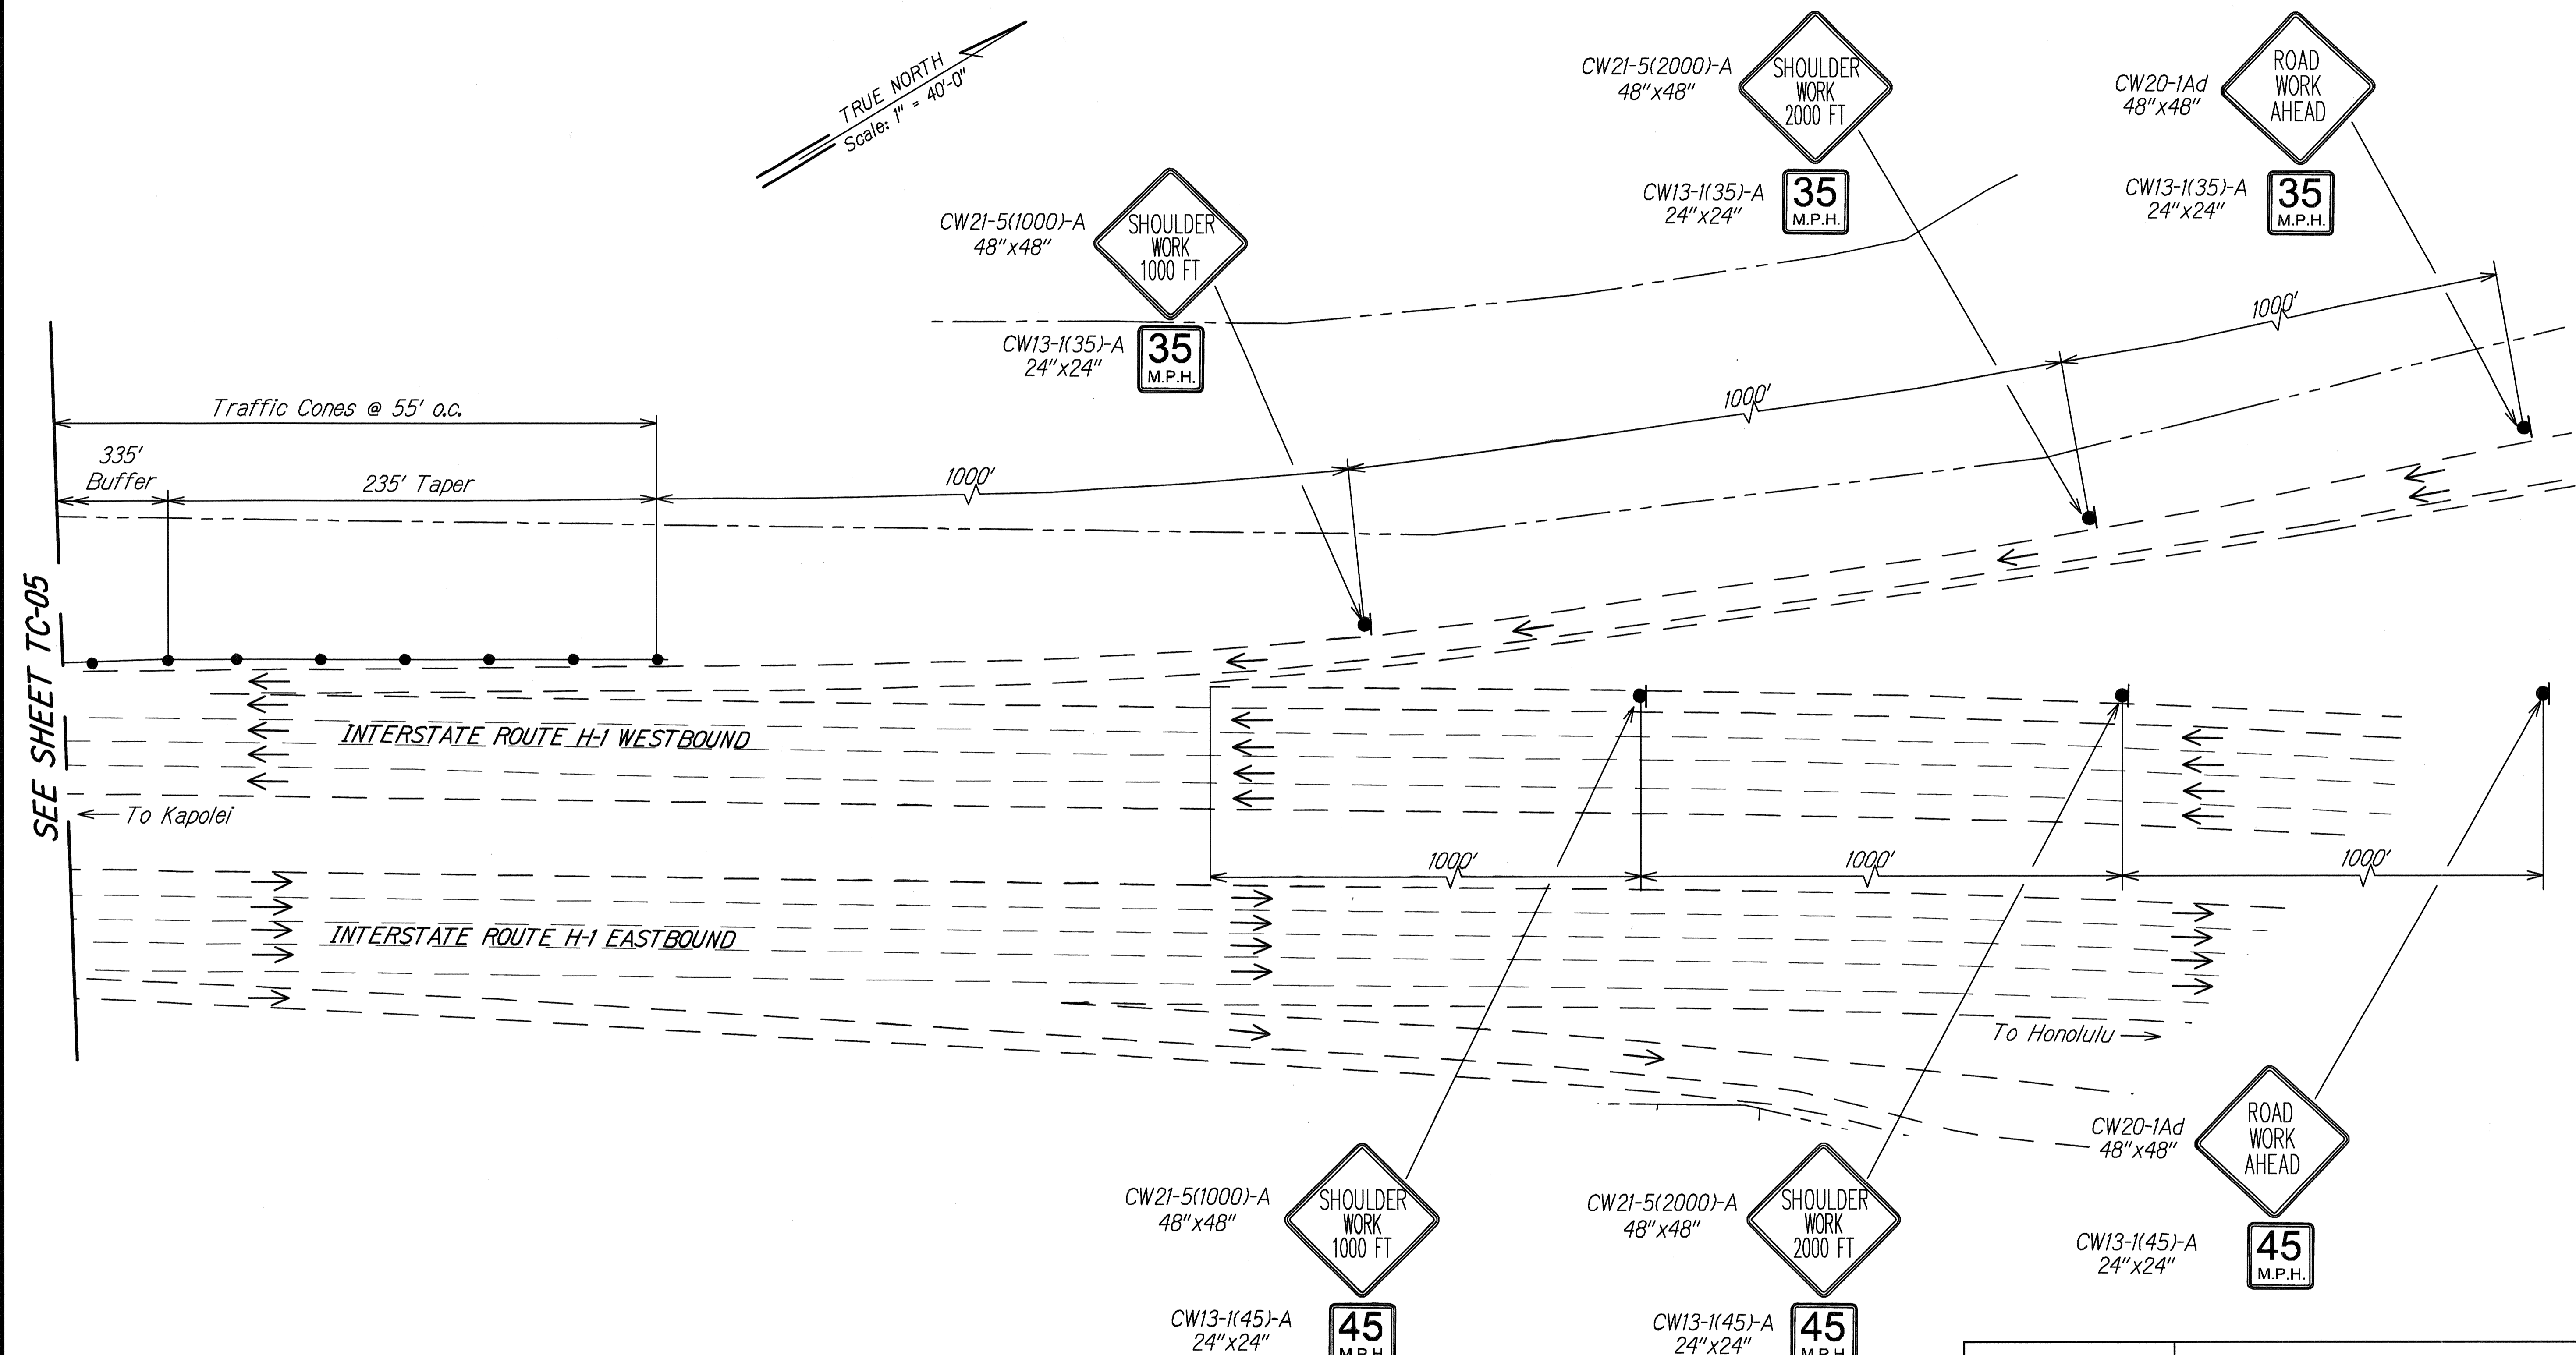 TRUE NORTH
Scale: 1" = 40'-0"
CW21-5(2000)-A
48"x48"
SHOULDER
WORK
2000 FT
CW13-1(35)-A
24"x24"
35
M.P.H.
CW20-1Ad
48"x48"
ROAD
WORK
AHEAD
CW13-1(35)-A
24"x24"
35
M.P.H.
CW21-5(1000)-A
48"x48"
SHOULDER
WORK
1000 FT
CW13-1(35)-A
24"x24"
35
M.P.H.
1000'
1000'
1000'
Traffic Cones @ 55' o.c.
335'
Buffer
235' Taper
SEE SHEET TC-05
INTERSTATE ROUTE H-1 WESTBOUND
To Kapolei
1000'
1000'
1000'
INTERSTATE ROUTE H-1 EASTBOUND
To Honolulu
CW21-5(1000)-A
48"x48"
SHOULDER
WORK
1000 FT
CW13-1(45)-A
24"x24"
45
M.P.H.
CW21-5(2000)-A
48"x48"
SHOULDER
WORK
2000 FT
CW13-1(45)-A
24"x24"
45
M.P.H.
CW20-1Ad
48"x48"
ROAD
WORK
AHEAD
CW13-1(45)-A
24"x24"
45
M.P.H.